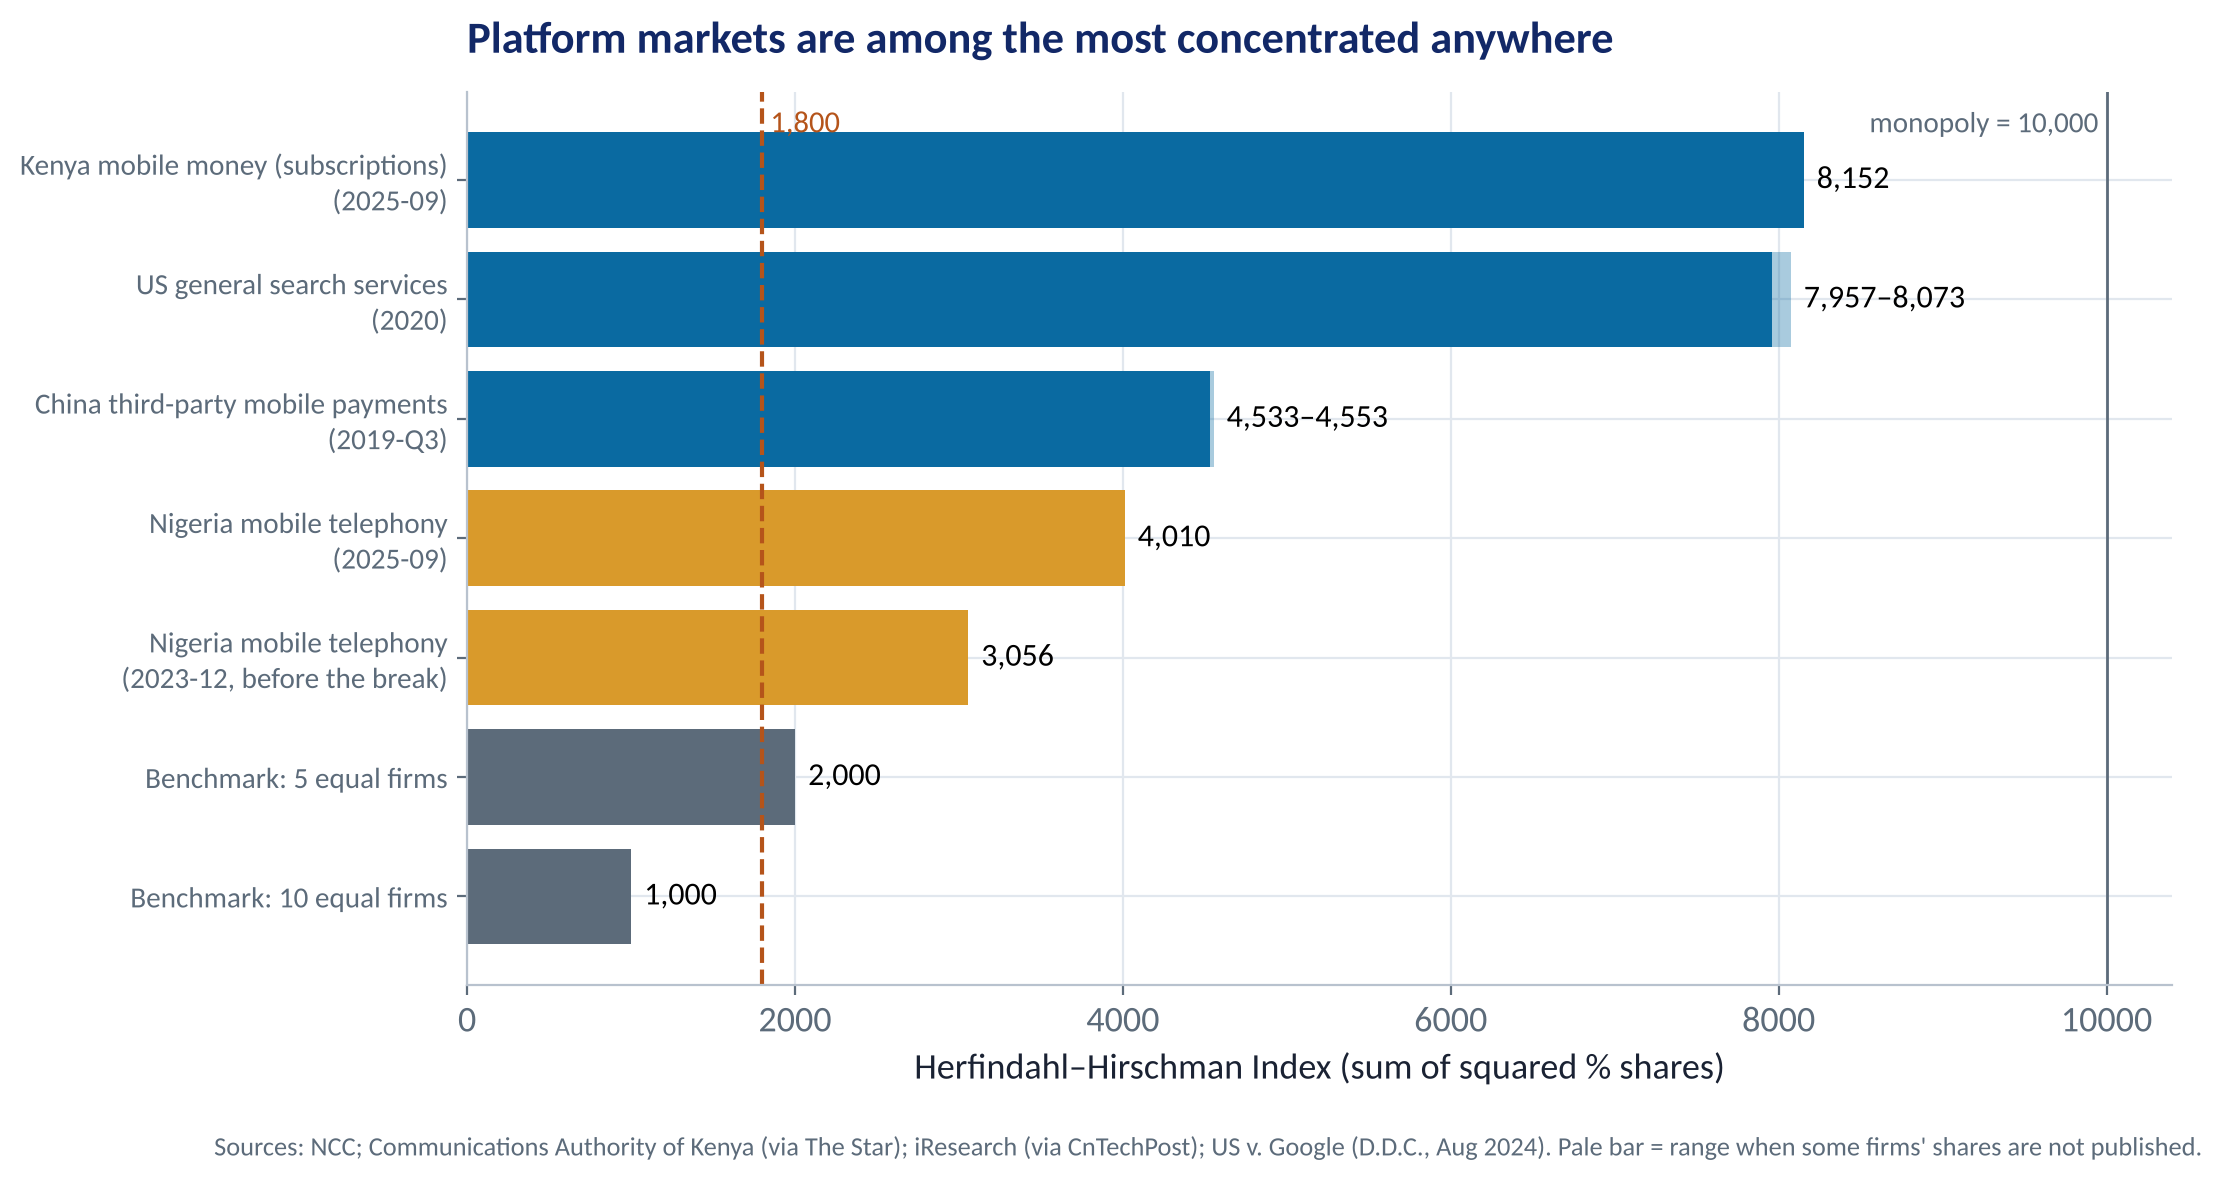 Platform markets are among the most concentrated anywhere
1,800
monopoly = 10,000
Kenya mobile money (subscriptions)
(2025-09)
8,152
US general search services
(2020)
7,957–8,073
China third-party mobile payments
(2019-Q3)
4,533–4,553
Nigeria mobile telephony
(2025-09)
4,010
Nigeria mobile telephony
(2023-12, before the break)
3,056
Benchmark: 5 equal firms
2,000
Benchmark: 10 equal firms
1,000
0 2000 4000 6000 8000 10000
Herfindahl–Hirschman Index (sum of squared % shares)
Sources: NCC; Communications Authority of Kenya (via The Star); iResearch (via CnTechPost); US v. Google (D.D.C., Aug 2024). Pale bar = range when some firms' shares are not published.